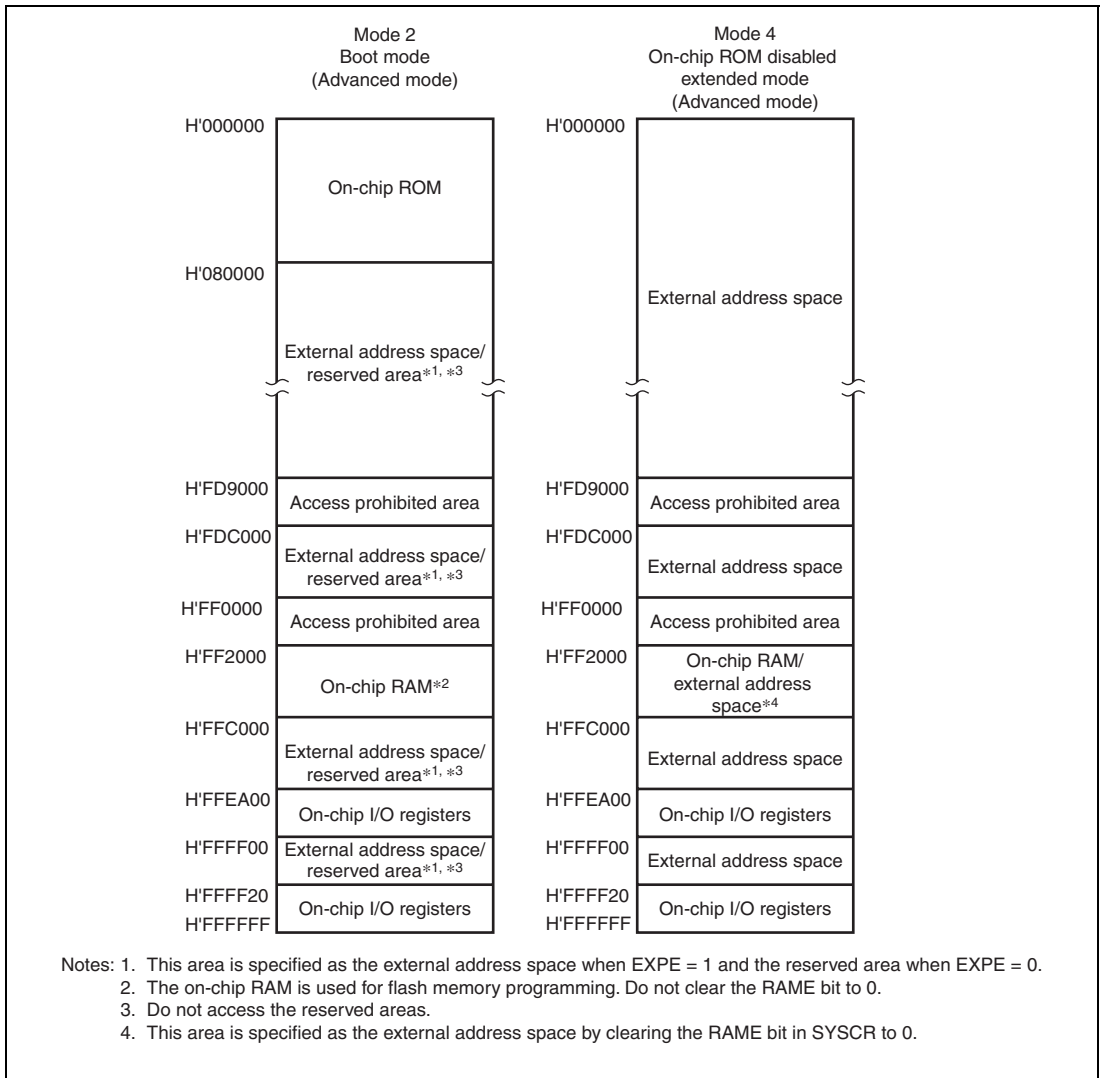 Mode 2
Boot mode
(Advanced mode)
H'000000
On-chip ROM
H'080000
External address space/
reserved area*1, *3
H'FD9000
Access prohibited area
H'FDC000
External address space/
reserved area*1, *3
H'FF0000
Access prohibited area
H'FF2000
On-chip RAM*2
H'FFC000
External address space/
reserved area*1, *3
H'FFEA00
On-chip I/O registers
H'FFFF00
External address space/
reserved area*1, *3
H'FFFF20
On-chip I/O registers
H'FFFFFF
Mode 4
On-chip ROM disabled
extended mode
(Advanced mode)
H'000000
External address space
H'FD9000
Access prohibited area
H'FDC000
External address space
H'FF0000
Access prohibited area
H'FF2000
On-chip RAM/
external address
space*4
H'FFC000
External address space
H'FFEA00
On-chip I/O registers
H'FFFF00
External address space
H'FFFF20
On-chip I/O registers
H'FFFFFF
Notes: 1. This area is specified as the external address space when EXPE = 1 and the reserved area when EXPE = 0.
2. The on-chip RAM is used for flash memory programming. Do not clear the RAME bit to 0.
3. Do not access the reserved areas.
4. This area is specified as the external address space by clearing the RAME bit in SYSCR to 0.